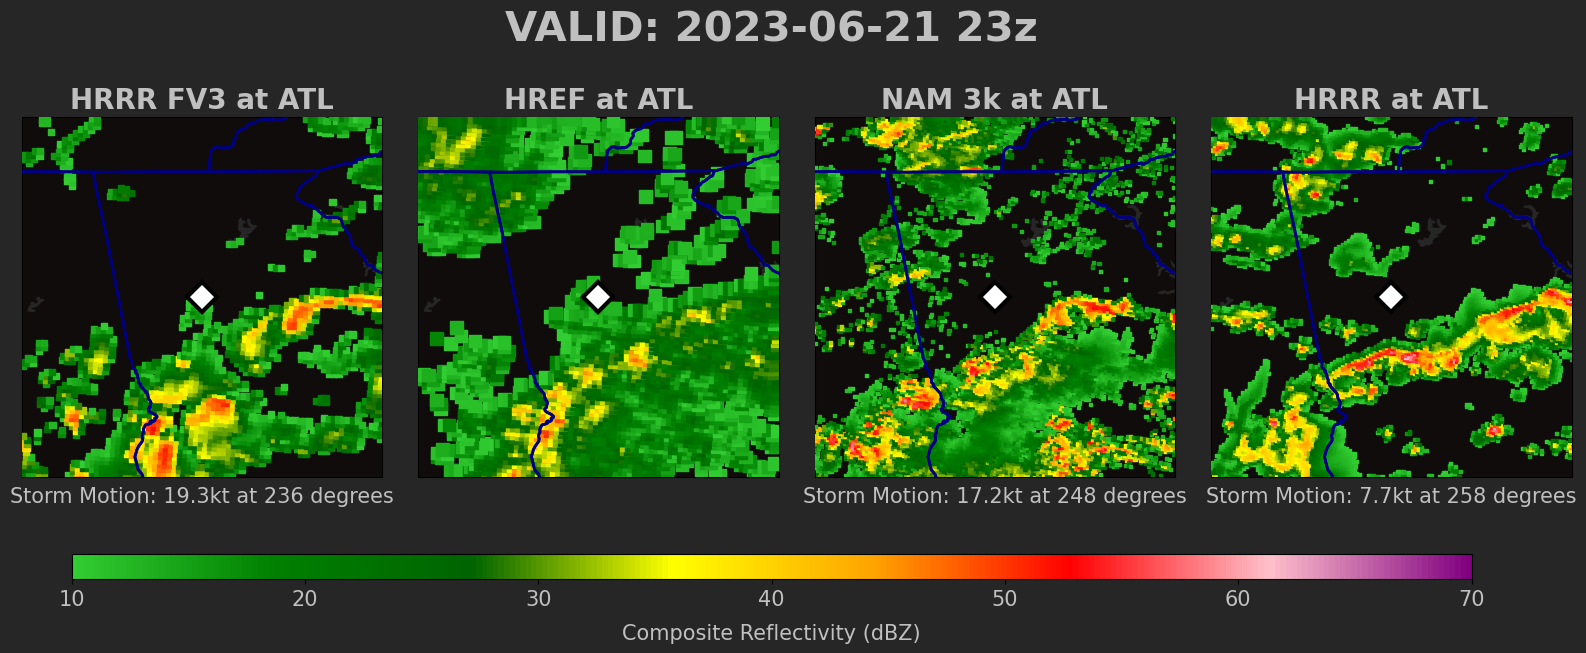 VALID: 2023-06-21 23z
HRRR FV3 at ATL
HREF at ATL
NAM 3k at ATL
HRRR at ATL
Storm Motion: 19.3kt at 236 degrees
Storm Motion: 17.2kt at 248 degrees
Storm Motion: 7.7kt at 258 degrees
10 20 30 40 50 60 70
Composite Reflectivity (dBZ)